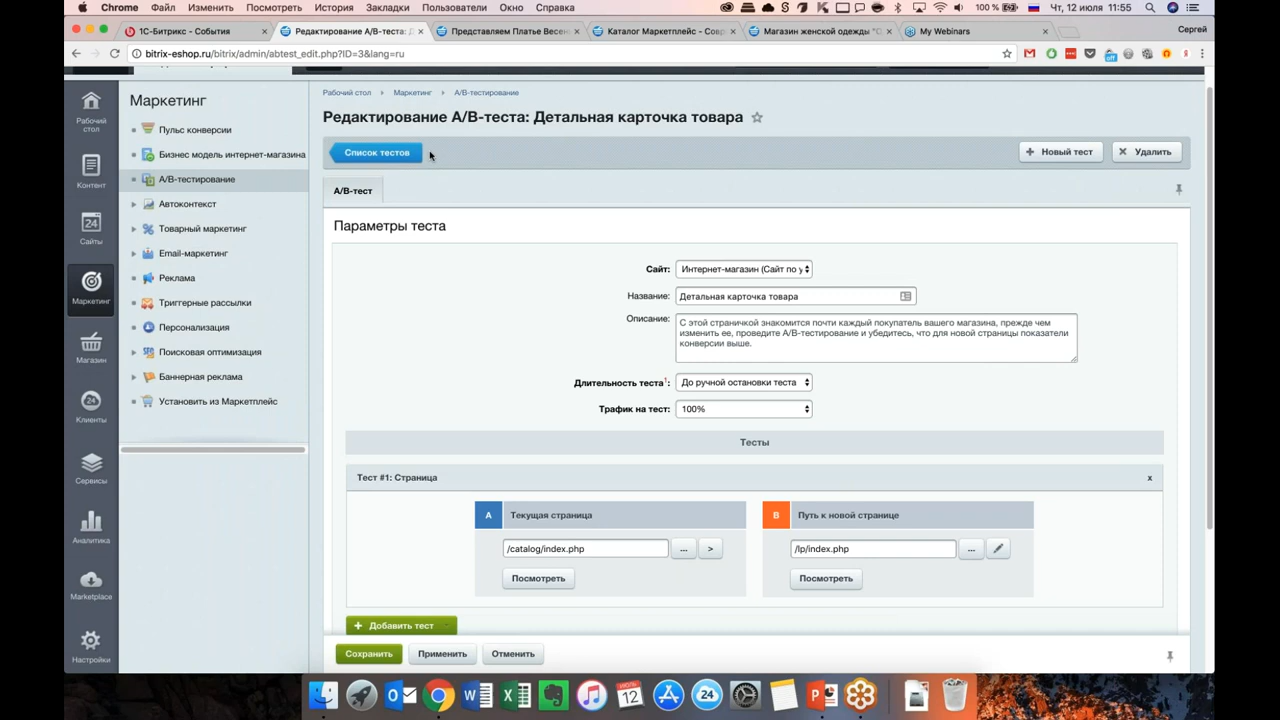 Chrome Файл Изменить Посмотреть История Закладки Пользователи Окно Справка 100 % Чт, 12 июля 11:55
1С-Битрикс - События Редактирование A/B-теста: Д Представляем Платье Весен Каталог Маркетплейс - Совр Магазин женской одежды "О My Webinars Сергей
bitrix-eshop.ru/bitrix/admin/abtest_edit.php?ID=3&lang=ru
Рабочий стол
Контент
24
Сайты
Маркетинг
Магазин
24
Клиенты
Сервисы
Аналитика
Marketplace
Настройки
Маркетинг
Пульс конверсии
Бизнес модель интернет-магазина
A/B-тестирование
Автоконтекст
Товарный маркетинг
Email-маркетинг
Реклама
Триггерные рассылки
Персонализация
Поисковая оптимизация
Баннерная реклама
Установить из Маркетплейс
Рабочий стол Маркетинг A/B-тестирование
Редактирование A/B-теста: Детальная карточка товара
Список тестов + Новый тест × Удалить
A/B-тест
Параметры теста
Сайт: Интернет-магазин (Сайт по у
Название: Детальная карточка товара
Описание: С этой страничкой знакомится почти каждый покупатель вашего магазина, прежде чем
изменить ее, проведите A/B-тестирование и убедитесь, что для новой страницы показатели
конверсии выше.
Длительность теста1: До ручной остановки теста
Трафик на тест: 100%
Тесты
Тест #1: Страница x
A Текущая страница B Путь к новой странице
/catalog/index.php ... > /lp/index.php ...
Посмотреть Посмотреть
+ Добавить тест
Сохранить Применить Отменить
ИЮЛЬ
12
24